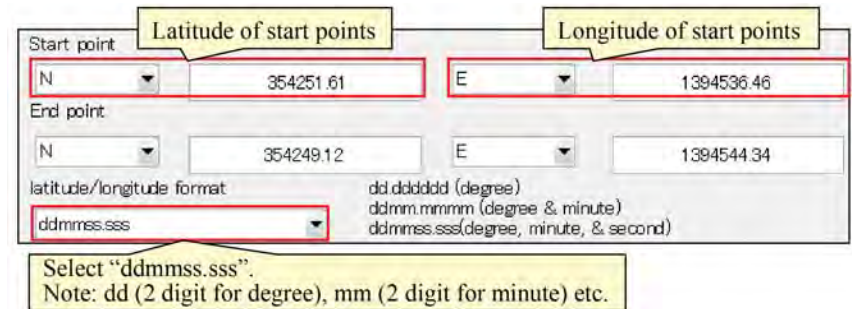 Latitude of start points
Longitude of start points
Start point
N 354251.61 E 1394536.46
End point
N 354249.12 E 1394544.34
latitude/longitude format
dd.dddddd (degree)
ddmm.mmmm (degree & minute)
ddmmss.sss ddmmss.sss(degree, minute, & second)
Select “ddmmss.sss”.
Note: dd (2 digit for degree), mm (2 digit for minute) etc.